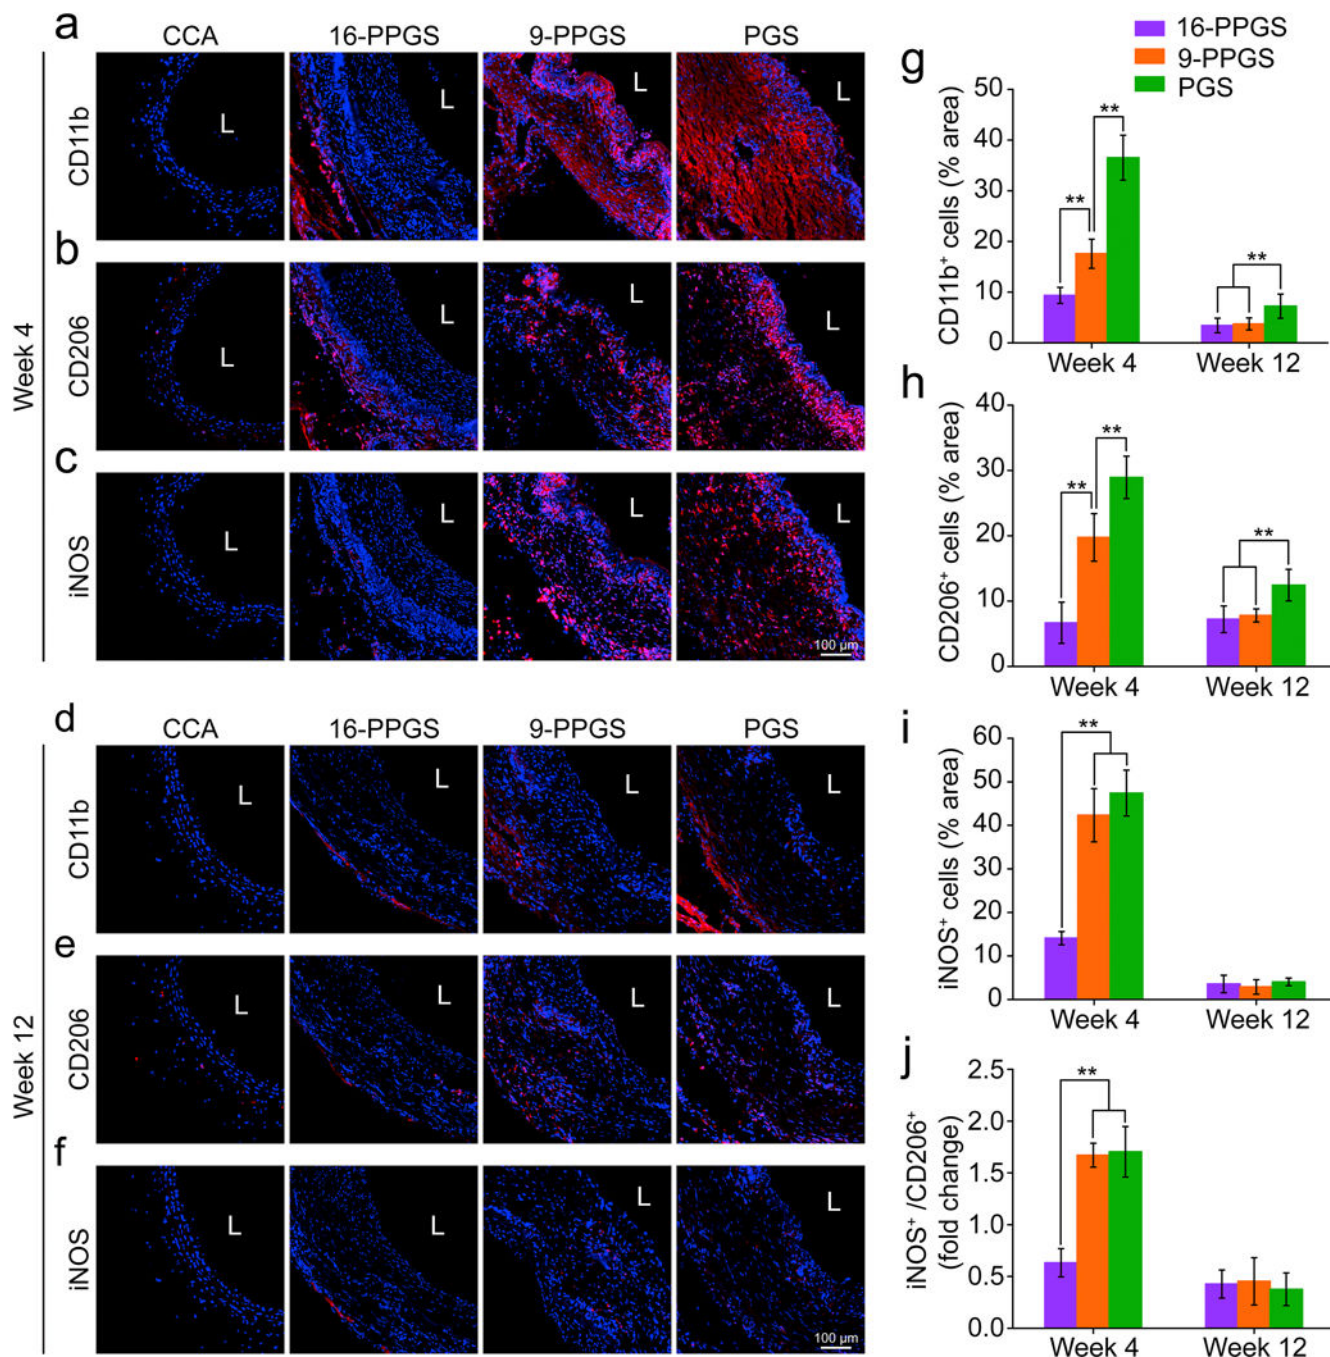 a
CCA 16-PPGS 9-PPGS PGS
Week 4
CD11b
L L L L
b
CD206
L L L L
c
iNOS
L L L L
100 µm
d
CCA 16-PPGS 9-PPGS PGS
Week 12
CD11b
L L L L
e
CD206
L L L L
f
iNOS
L L L L
100 µm
16-PPGS
9-PPGS
PGS
g
CD11b⁺ cells (% area)
50
40
30
20
10
0
** ** **
Week 4 Week 12
h
CD206⁺ cells (% area)
40
30
20
10
0
** ** **
Week 4 Week 12
i
iNOS⁺ cells (% area)
60
50
40
30
20
10
0
**
Week 4 Week 12
j
iNOS⁺ /CD206⁺
(fold change)
2.5
2.0
1.5
1.0
0.5
0.0
**
Week 4 Week 12